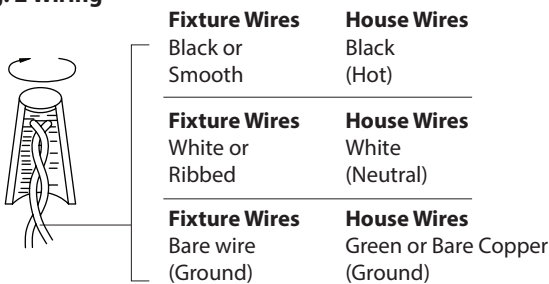 2 Wiring
Fixture Wires House Wires
Black or Black
Smooth (Hot)
Fixture Wires House Wires
White or White
Ribbed (Neutral)
Fixture Wires House Wires
Bare wire Green or Bare Copper
(Ground) (Ground)